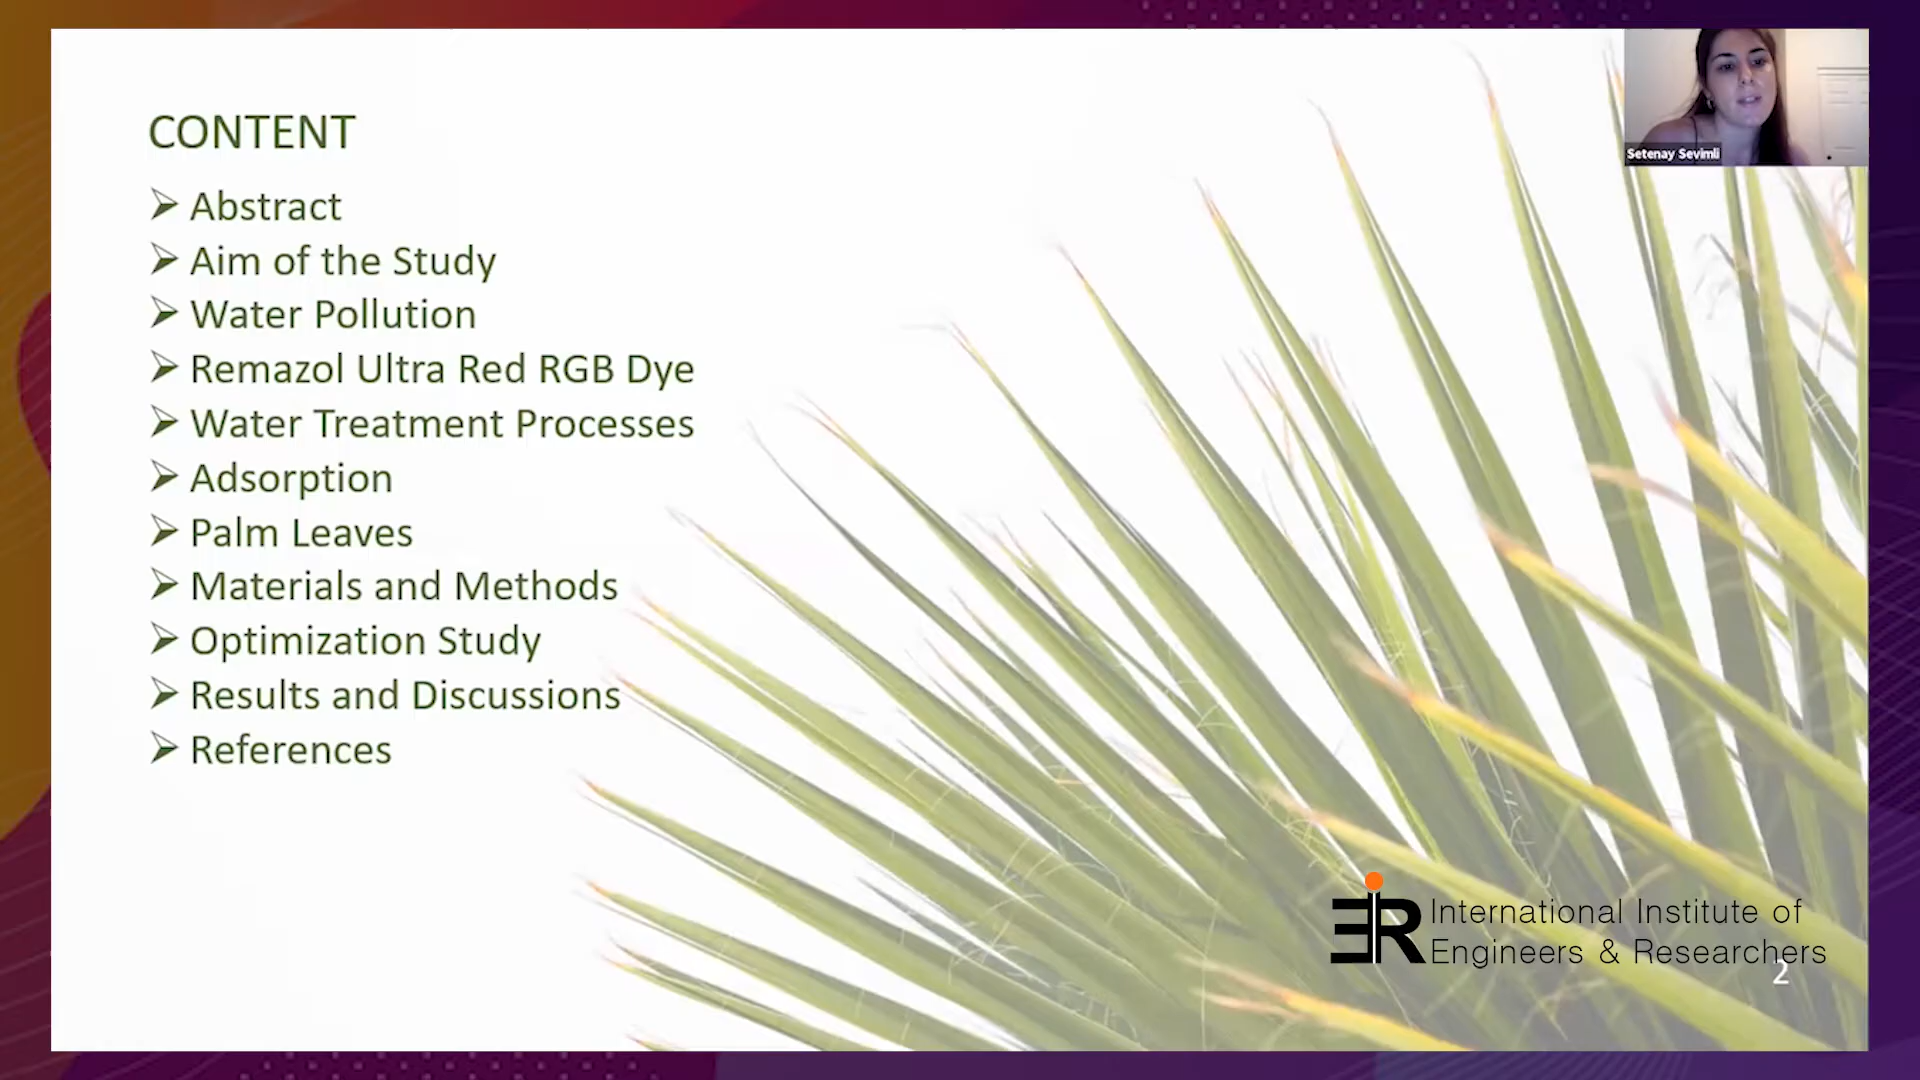 CONTENT
Abstract
Aim of the Study
Water Pollution
Remazol Ultra Red RGB Dye
Water Treatment Processes
Adsorption
Palm Leaves
Materials and Methods
Optimization Study
Results and Discussions
References
Setenay Sevimli
International Institute of
Engineers & Researchers
2